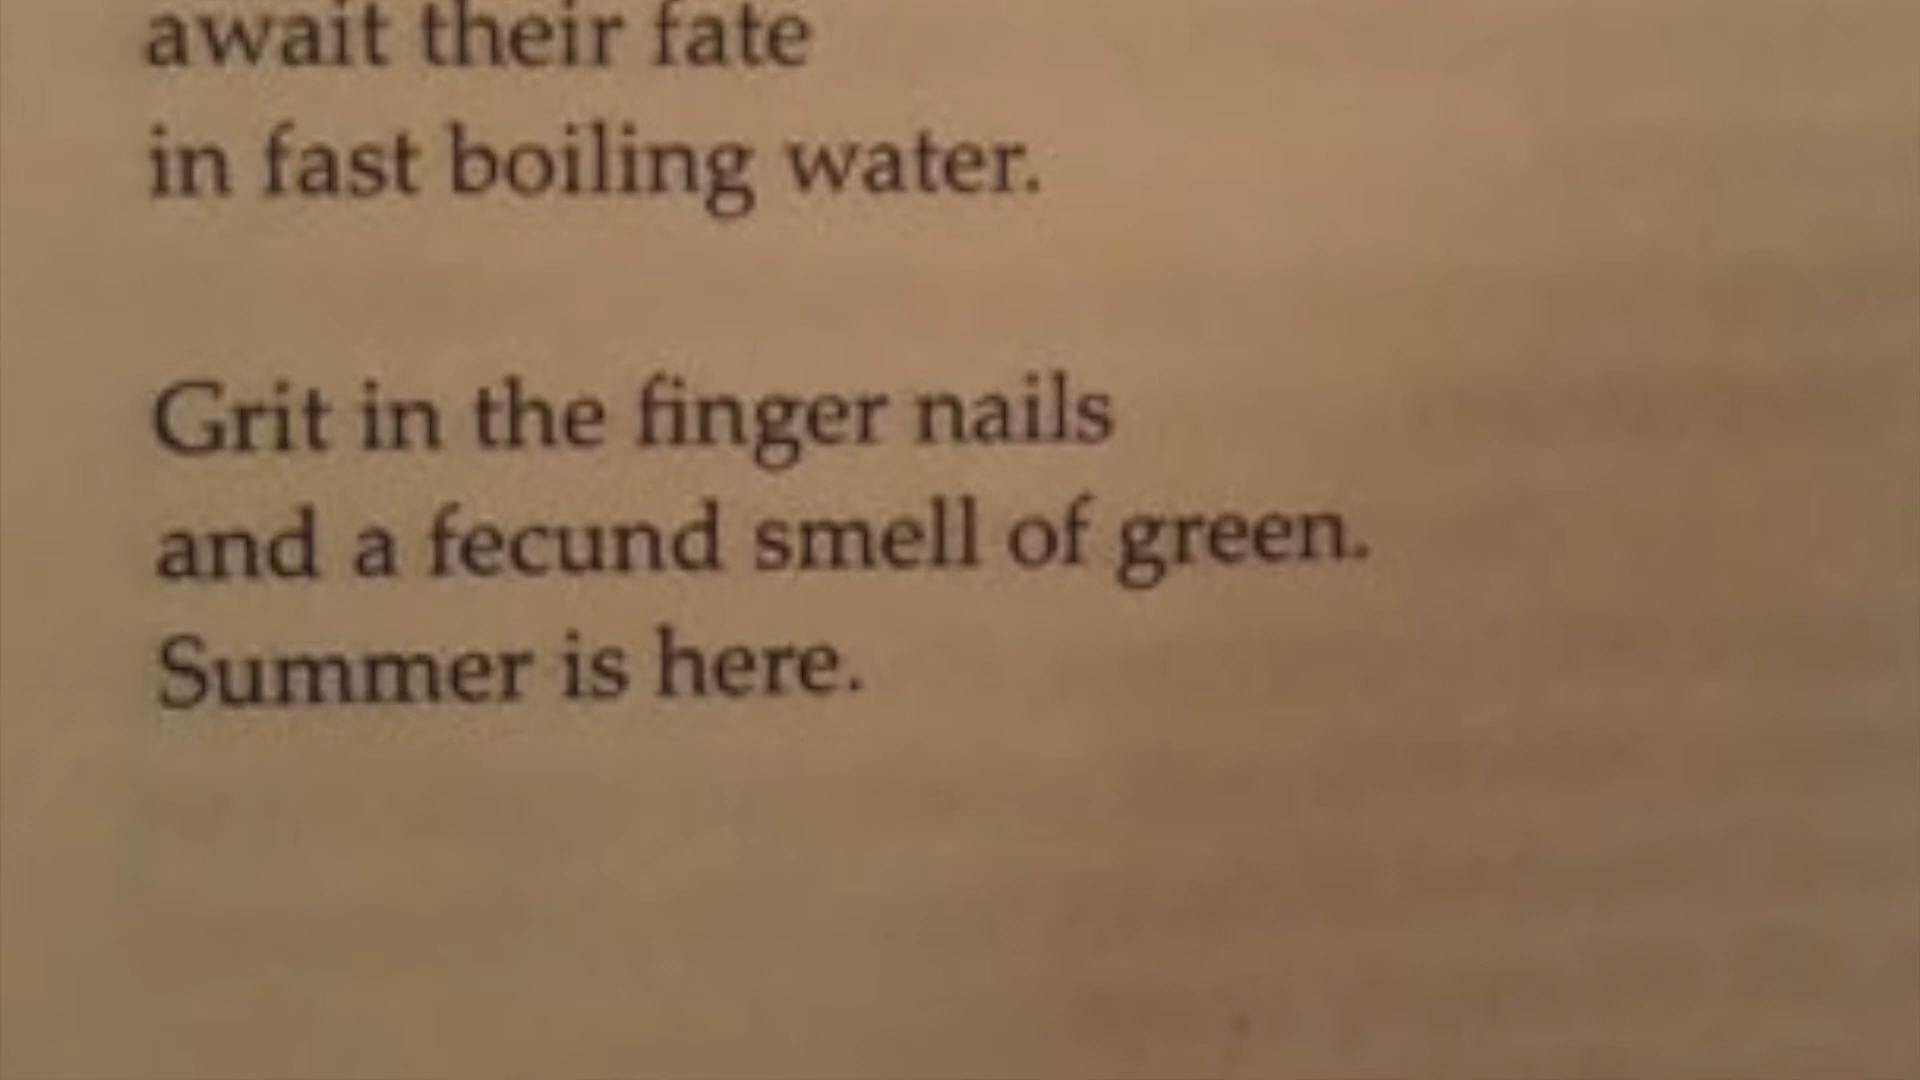 await their fate
in fast boiling water.
Grit in the finger nails
and a fecund smell of green.
Summer is here.